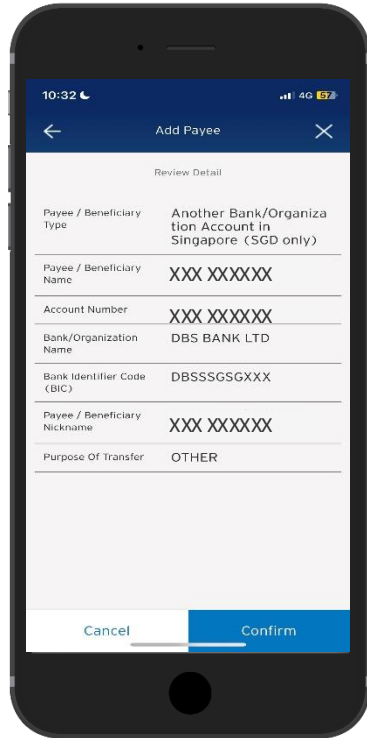 10:32
4G 57
Add Payee
Review Detail
Payee / Beneficiary Type
Another Bank/Organiza
tion Account in
Singapore (SGD only)
Payee / Beneficiary Name
XXX XXXXXX
Account Number
XXX XXXXXX
Bank/Organization Name
DBS BANK LTD
Bank Identifier Code (BIC)
DBSSSGSGXXX
Payee / Beneficiary Nickname
XXX XXXXXX
Purpose Of Transfer
OTHER
Cancel
Confirm